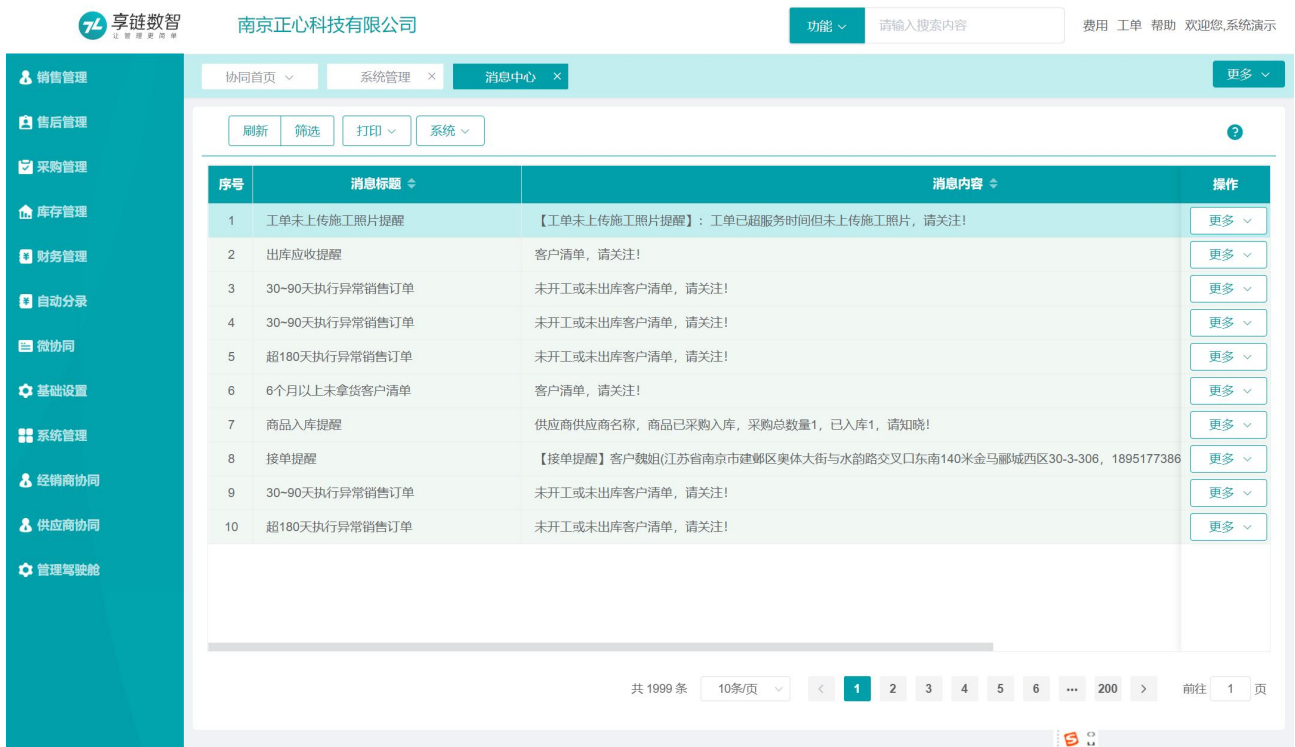 享链数智
让管理更简单
南京正心科技有限公司
功能
请输入搜索内容
费用 工单 帮助 欢迎您,系统演示
销售管理
售后管理
采购管理
库存管理
财务管理
自动分录
微协同
基础设置
系统管理
经销商协同
供应商协同
管理驾驶舱
协同首页 系统管理 × 消息中心 × 更多
刷新 筛选 打印 系统 ?
序号 消息标题 消息内容 操作
1 工单未上传施工照片提醒 【工单未上传施工照片提醒】: 工单已超服务时间但未上传施工照片, 请关注! 更多
2 出库应收提醒 客户清单, 请关注! 更多
3 30~90天执行异常销售订单 未开工或未出库客户清单, 请关注! 更多
4 30~90天执行异常销售订单 未开工或未出库客户清单, 请关注! 更多
5 超180天执行异常销售订单 未开工或未出库客户清单, 请关注! 更多
6 6个月以上未拿货客户清单 客户清单, 请关注! 更多
7 商品入库提醒 供应商供应商名称, 商品已采购入库, 采购总数量1, 已入库1, 请知晓! 更多
8 接单提醒 【接单提醒】客户魏姐(江苏省南京市建邺区奥体大街与水韵路交叉口东南140米金马郦城西区30-3-306, 1895177386 更多
9 30~90天执行异常销售订单 未开工或未出库客户清单, 请关注! 更多
10 超180天执行异常销售订单 未开工或未出库客户清单, 请关注! 更多
共 1999 条 10条/页 < 1 2 3 4 5 6 ••• 200 > 前往 1 页